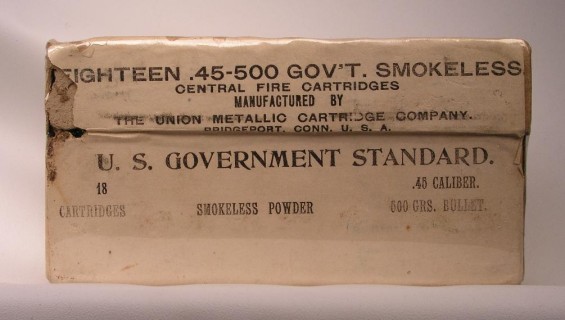 EIGHTEEN .45-500 GOV'T. SMOKELESS
CENTRAL FIRE CARTRIDGES
MANUFACTURED BY
THE UNION METALLIC CARTRIDGE COMPANY.
BRIDGEPORT, CONN. U. S. A.
U. S. GOVERNMENT STANDARD.
18 .45 CALIBER.
CARTRIDGES SMOKELESS POWDER 500 GRS. BULLET.